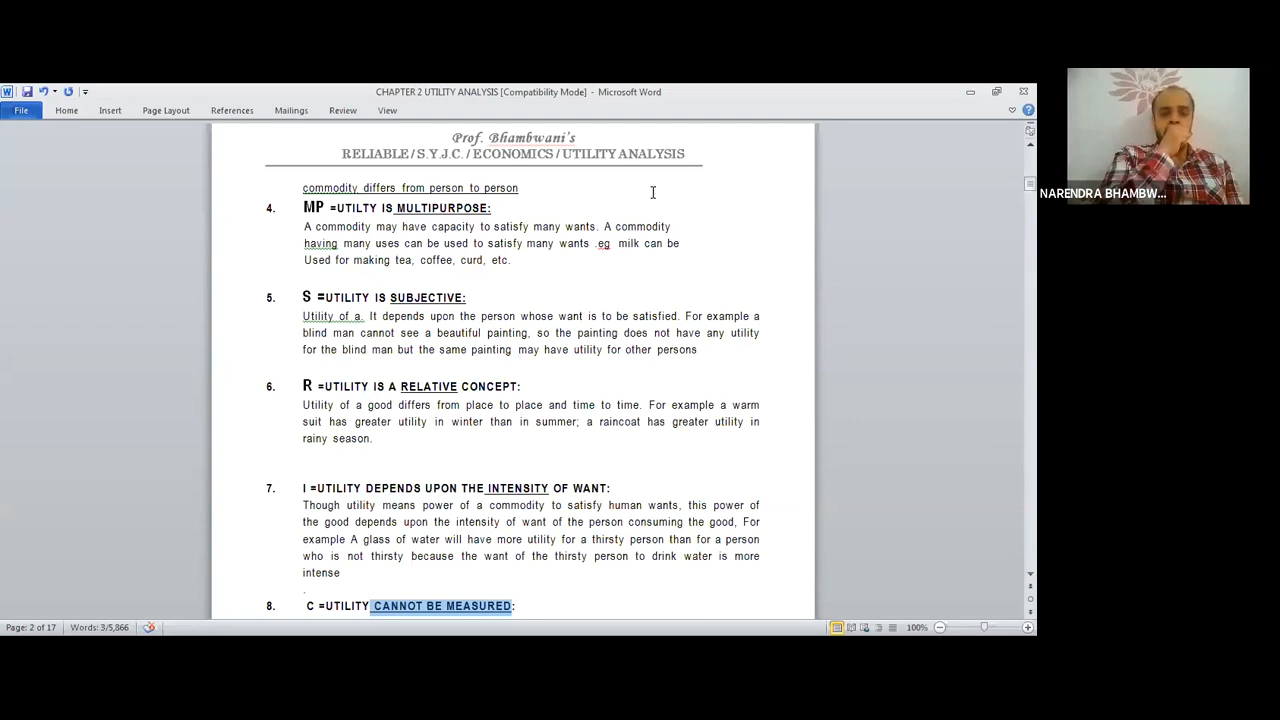 CHAPTER 2 UTILITY ANALYSIS [Compatibility Mode] - Microsoft Word
File Home Insert Page Layout References Mailings Review View
Prof. Bhambwani's
RELIABLE / S.Y.J.C. / ECONOMICS / UTILITY ANALYSIS
commodity differs from person to person
4. MP =UTILTY IS MULTIPURPOSE:
A commodity may have capacity to satisfy many wants. A commodity
having many uses can be used to satisfy many wants .eg milk can be
Used for making tea, coffee, curd, etc.
5. S =UTILITY IS SUBJECTIVE:
Utility of a. It depends upon the person whose want is to be satisfied. For example a
blind man cannot see a beautiful painting, so the painting does not have any utility
for the blind man but the same painting may have utility for other persons
6. R =UTILITY IS A RELATIVE CONCEPT:
Utility of a good differs from place to place and time to time. For example a warm
suit has greater utility in winter than in summer; a raincoat has greater utility in
rainy season.
7. I =UTILITY DEPENDS UPON THE INTENSITY OF WANT:
Though utility means power of a commodity to satisfy human wants, this power of
the good depends upon the intensity of want of the person consuming the good, For
example A glass of water will have more utility for a thirsty person than for a person
who is not thirsty because the want of the thirsty person to drink water is more
intense
.
8. C =UTILITY CANNOT BE MEASURED:
Page: 2 of 17 Words: 3/5,866 100%
NARENDRA BHAMBW...